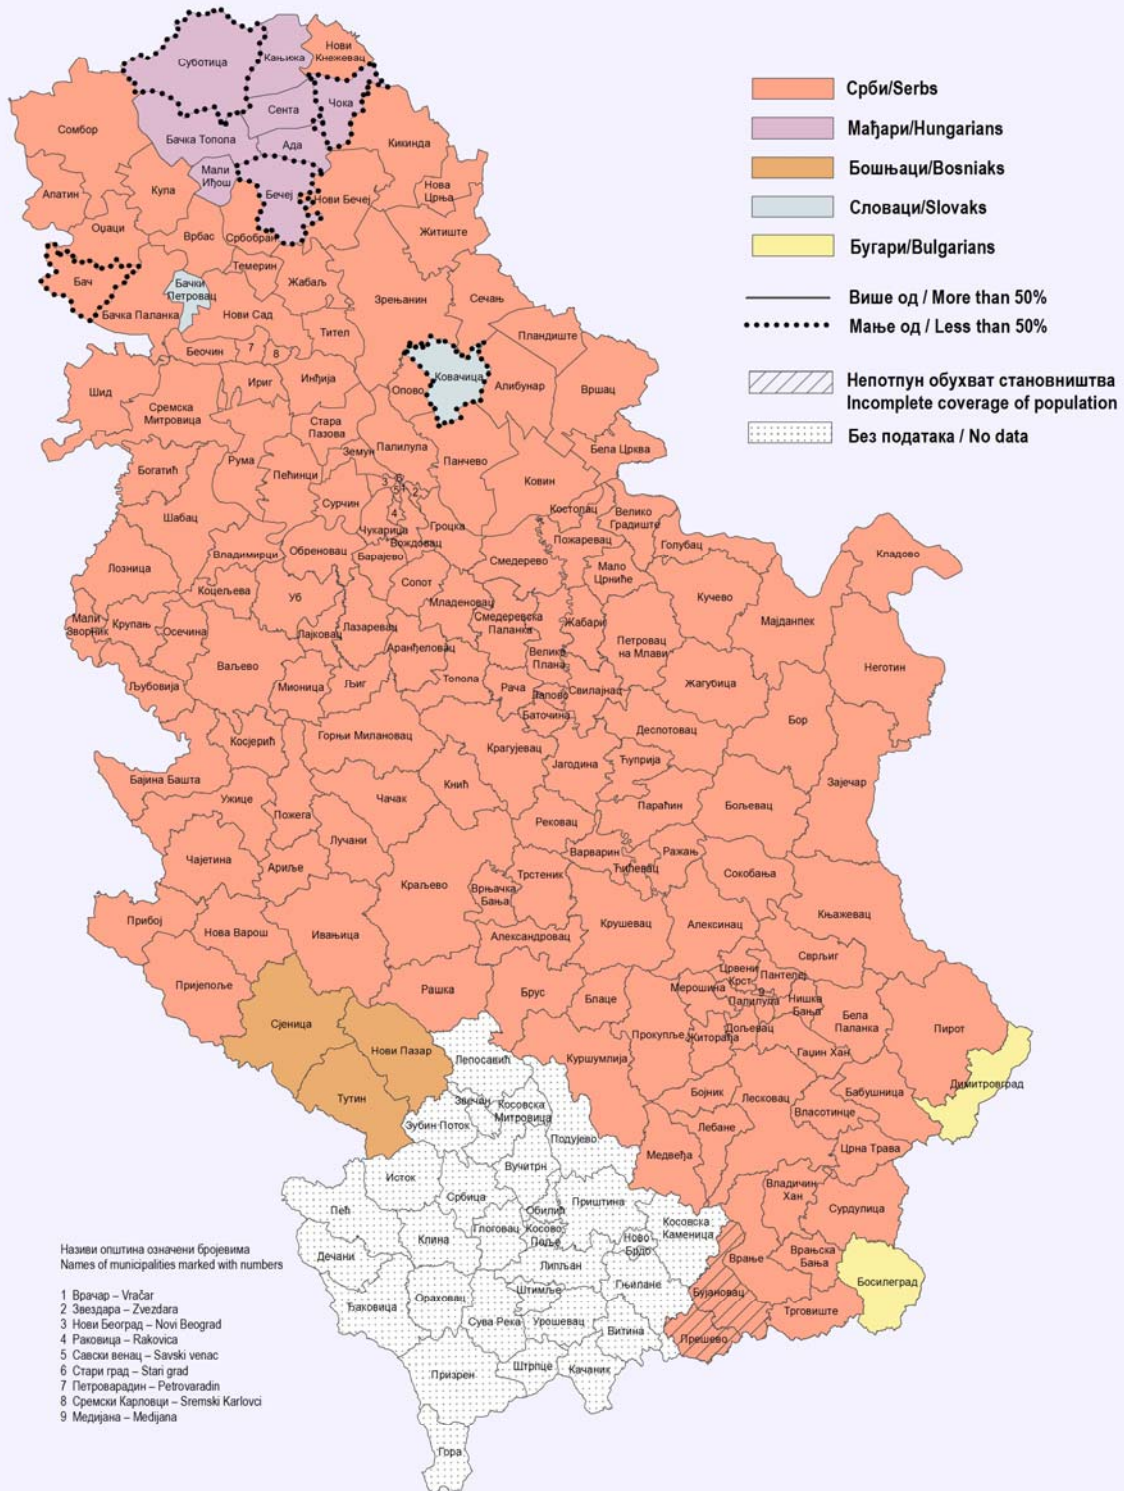 Срби/Serbs
Мађари/Hungarians
Бошњаци/Bosniaks
Словаци/Slovaks
Бугари/Bulgarians
Више од / More than 50%
Мање од / Less than 50%
Непотпун обухват становништва
Incomplete coverage of population
Без података / No data
Суботица
Кањижа
Нови
Кнежевац
Сомбор
Сента
Чока
Бачка Топола
Ада
Кикинда
Мали
Иђош
Апатин
Кула
Бечеј
Нови Бечеј
Нова
Црња
Оџаци
Врбас
Србобран
Житиште
Темерин
Бач
Бачки
Петровац
Жабаљ
Зрењанин
Сечањ
Бачка Паланка
Нови Сад
Тител
Пландиште
Беочин
7
8
Ковачица
Шид
Ириг
Инђија
Опово
Алибунар
Вршац
Сремска
Митровица
Стара
Пазова
Земун
Палилула
Бела Црква
Богатић
Рума
Пећинци
Панчево
Ковин
Сурчин
3
6
5
1
2
4
Шабац
Костолац
Велико
Градиште
Чукарица
Гроцка
Вождовац
Пожаревац
Голубац
Владимирци
Обреновац
Барајево
Смедерево
Кладово
Лозница
Мало
Црниће
Коцељева
Уб
Сопот
Младеновац
Кучево
Мали
Зворник
Крупањ
Осечина
Лајковац
Лазаревац
Смедеревска
Паланка
Жабари
Мајданпек
Петровац
на Млави
Аранђеловац
Велика
Плана
Ваљево
Неготин
Љубовија
Мионица
Љиг
Топола
Рача
Лапово
Свилајнац
Жагубица
Баточина
Бор
Косјерић
Горњи Милановац
Деспотовац
Крагујевац
Јагодина
Ћуприја
Бајина Башта
Кнић
Зајечар
Ужице
Чачак
Параћин
Бољевац
Пожега
Рековац
Лучани
Чајетина
Ариље
Варварин
Ражањ
Ћићевац
Сокобања
Краљево
Врњачка
Бања
Трстеник
Прибој
Нова Варош
Ивањица
Крушевац
Алексинац
Књажевац
Александровац
Сврљиг
Пријепоље
Рашка
Брус
Блаце
Мерошина
Црвени
Крст
Пантелеј
9
Палилула
Нишка
Бања
Бела
Паланка
Пирот
Сјеница
Нови Пазар
Прокупље
Житорађа
Дољевац
Гаџин Хан
Лепосавић
Куршумлија
Димитровград
Тутин
Звечан
Косовска
Митровица
Бојник
Лесковац
Бабушница
Власотинце
Зубин Поток
Подујево
Лебане
Медвеђа
Црна Трава
Исток
Вучитрн
Владичин
Хан
Србица
Пећ
Обилић
Приштина
Сурдулица
Косовска
Каменица
Глоговац
Косово
Поље
Клина
Ново
Брдо
Дечани
Липљан
Врање
Врањска
Бања
Босилеград
Гњилане
Штимље
Бујановац
Ђаковица
Ораховац
Сува Река
Урошевац
Витина
Трговиште
Прешево
Штрпце
Качаник
Призрен
Гора
Називи општина означени бројевима
Names of municipalities marked with numbers
1 Врачар – Vračar
2 Звездара – Zvezdara
3 Нови Београд – Novi Beograd
4 Раковица – Rakovica
5 Савски венац – Savski venac
6 Стари град – Stari grad
7 Петроварадин – Petrovaradin
8 Сремски Карловци – Sremski Karlovci
9 Медијана – Medijana